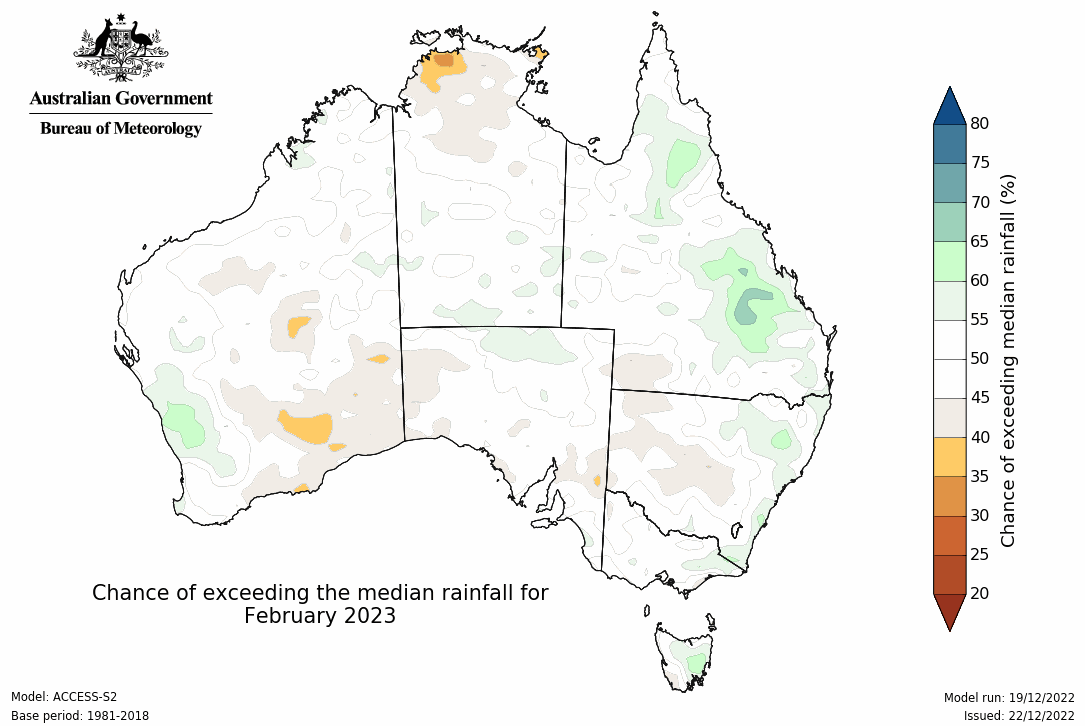 AUSTRALIA
Australian Government
Bureau of Meteorology
80
75
70
65
60
55
50
45
40
35
30
25
20
Chance of exceeding median rainfall (%)
Chance of exceeding the median rainfall for
February 2023
Model: ACCESS-S2
Base period: 1981-2018
Model run: 19/12/2022
Issued: 22/12/2022